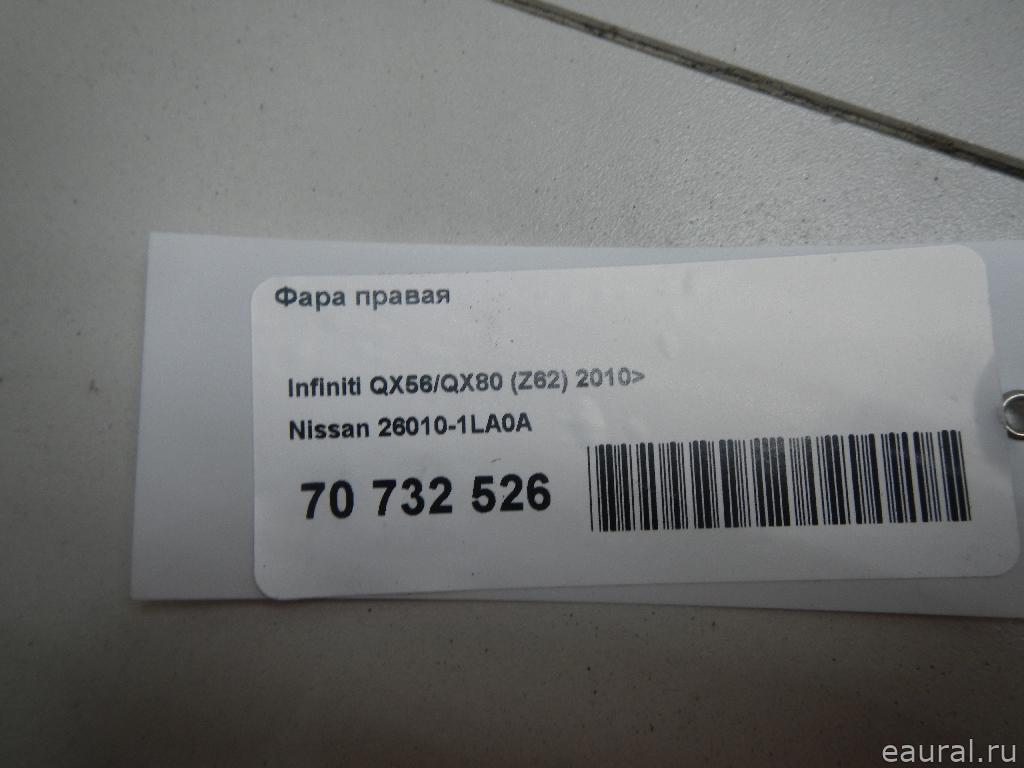 Фара правая
Infiniti QX56/QX80 (Z62) 2010>
Nissan 26010-1LA0A
70 732 526
eaural.ru